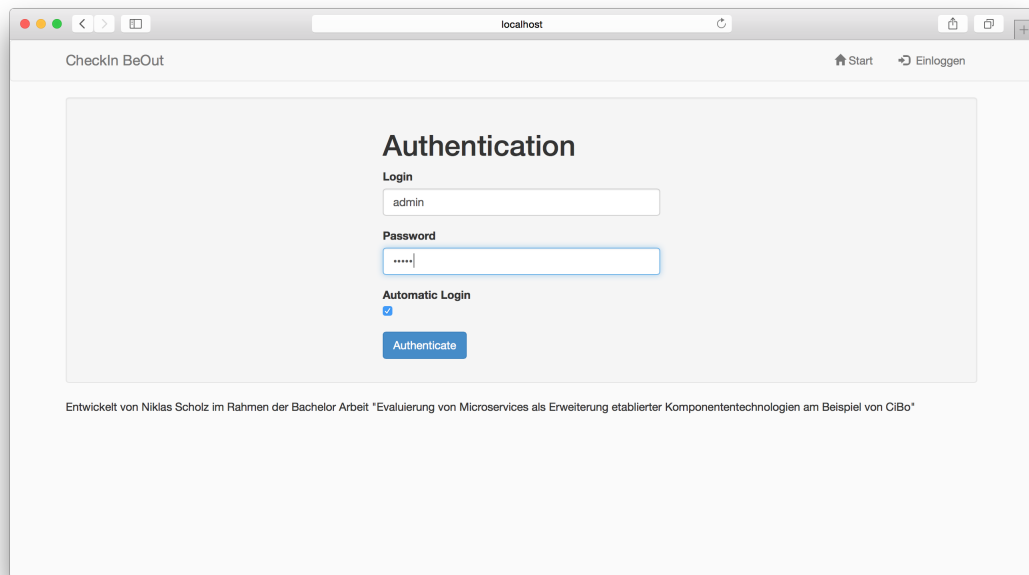 localhost
CheckIn BeOut
Start
Einloggen
Authentication
Login
admin
Password
•••••
Automatic Login
Authenticate
Entwickelt von Niklas Scholz im Rahmen der Bachelor Arbeit "Evaluierung von Microservices als Erweiterung etablierter Komponententechnologien am Beispiel von CiBo"